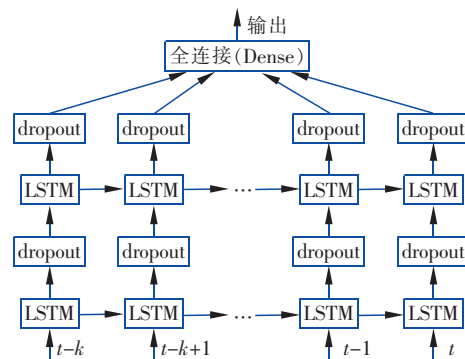 输出
全连接(Dense)
dropout dropout dropout dropout
LSTM LSTM ... LSTM LSTM
dropout dropout dropout dropout
LSTM LSTM ... LSTM LSTM
t-k t-k+1 t-1 t